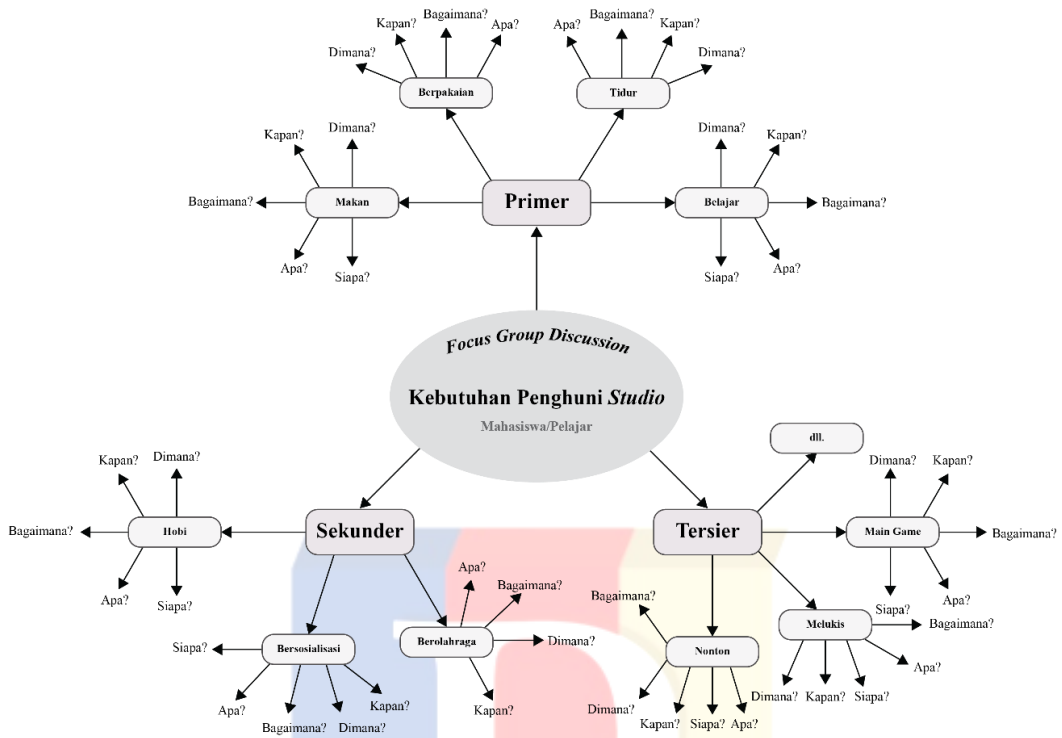 Bagaimana?
Kapan?
Apa?
Dimana?
Berpakaian
Apa?
Bagaimana?
Kapan?
Dimana?
Tidur
Kapan?
Dimana?
Bagaimana?
Makan
Apa?
Siapa?
Primer
Dimana?
Kapan?
Belajar
Bagaimana?
Siapa?
Apa?
Focus Group Discussion
Kebutuhan Penghuni Studio
Mahasiswa/Pelajar
Kapan?
Dimana?
Bagaimana?
Hobi
Apa?
Siapa?
Sekunder
Siapa?
Bersosialisasi
Apa?
Bagaimana?
Dimana?
Kapan?
Apa?
Bagaimana?
Berolahraga
Dimana?
Kapan?
Tersier
dll.
Dimana?
Kapan?
Main Game
Bagaimana?
Siapa?
Apa?
Bagaimana?
Nonton
Dimana?
Kapan?
Siapa?
Apa?
Melukis
Bagaimana?
Apa?
Dimana?
Kapan?
Siapa?